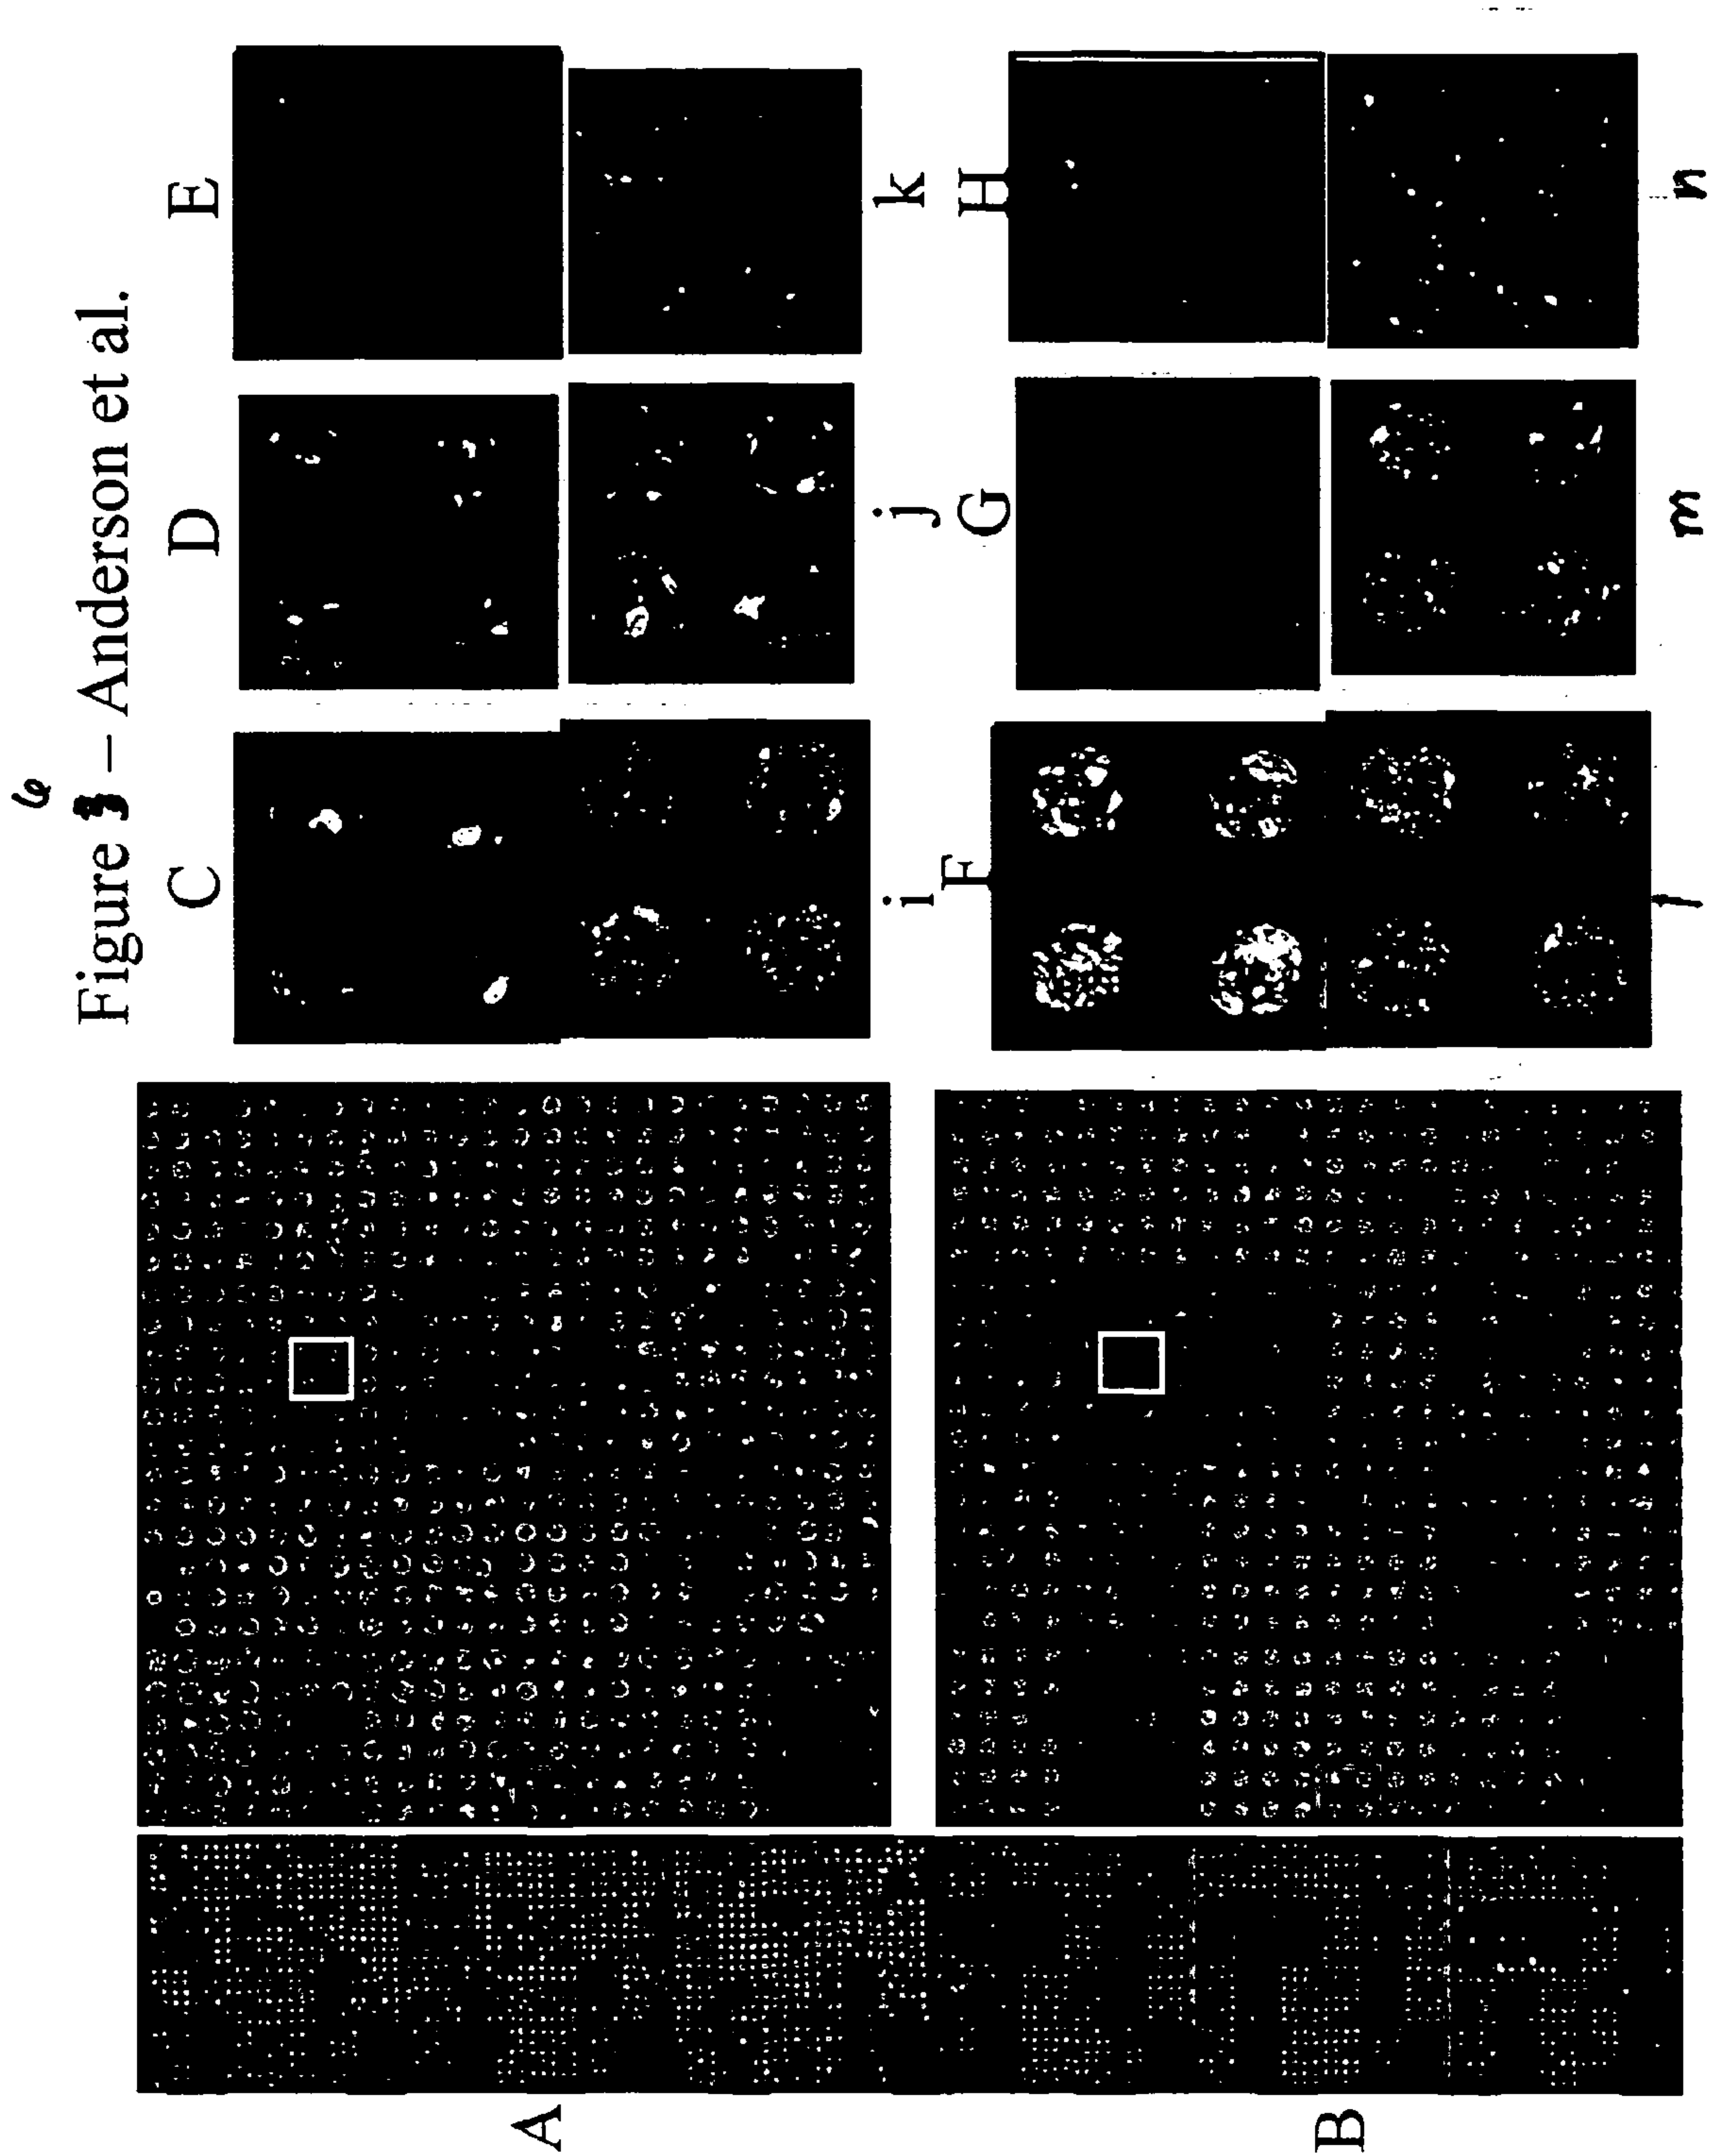 6
Figure 3 – Anderson et al.
C D E
A
i j k
F G H
B
l m n